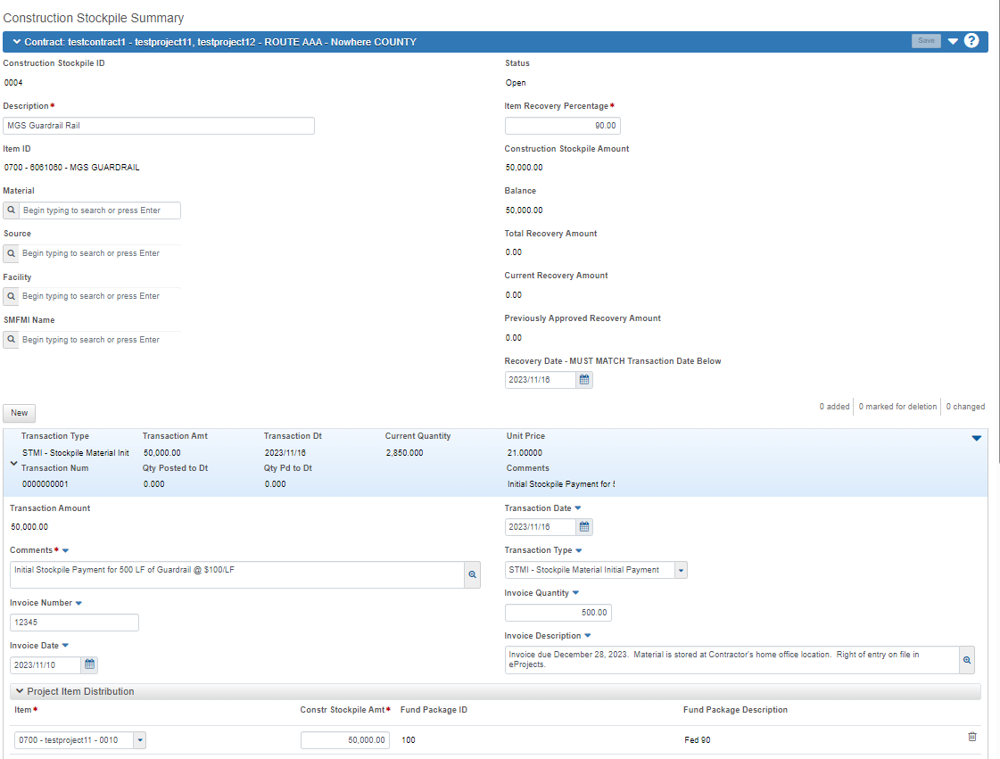 Construction Stockpile Summary
Contract: testcontract1 - testproject11, testproject12 - ROUTE AAA - Nowhere COUNTY
Save
?
Construction Stockpile ID
0004
Description*
MGS Guardrail Rail
Item ID
0700 - 6061060 - MGS GUARDRAIL
Material
Begin typing to search or press Enter
Source
Begin typing to search or press Enter
Facility
Begin typing to search or press Enter
SMFMI Name
Begin typing to search or press Enter
Status
Open
Item Recovery Percentage*
90.00
Construction Stockpile Amount
50,000.00
Balance
50,000.00
Total Recovery Amount
0.00
Current Recovery Amount
0.00
Previously Approved Recovery Amount
0.00
Recovery Date - MUST MATCH Transaction Date Below
2023/11/16
New
0 added 0 marked for deletion 0 changed
Transaction Type Transaction Amt Transaction Dt Current Quantity Unit Price
STMI - Stockpile Material Init 50,000.00 2023/11/16 2,850.000 21.00000
Transaction Num Qty Posted to Dt Qty Pd to Dt Comments
0000000001 0.000 0.000 Initial Stockpile Payment for
Transaction Amount
50,000.00
Comments*
Initial Stockpile Payment for 500 LF of Guardrail @ $100/LF
Invoice Number
12345
Invoice Date
2023/11/10
Transaction Date
2023/11/16
Transaction Type
STMI - Stockpile Material Initial Payment
Invoice Quantity
500.00
Invoice Description
Invoice due December 28, 2023. Material is stored at Contractor's home office location. Right of entry on file in
eProjects.
Project Item Distribution
Item* Constr Stockpile Amt* Fund Package ID Fund Package Description
0700 - testproject11 - 0010 50,000.00 100 Fed 90